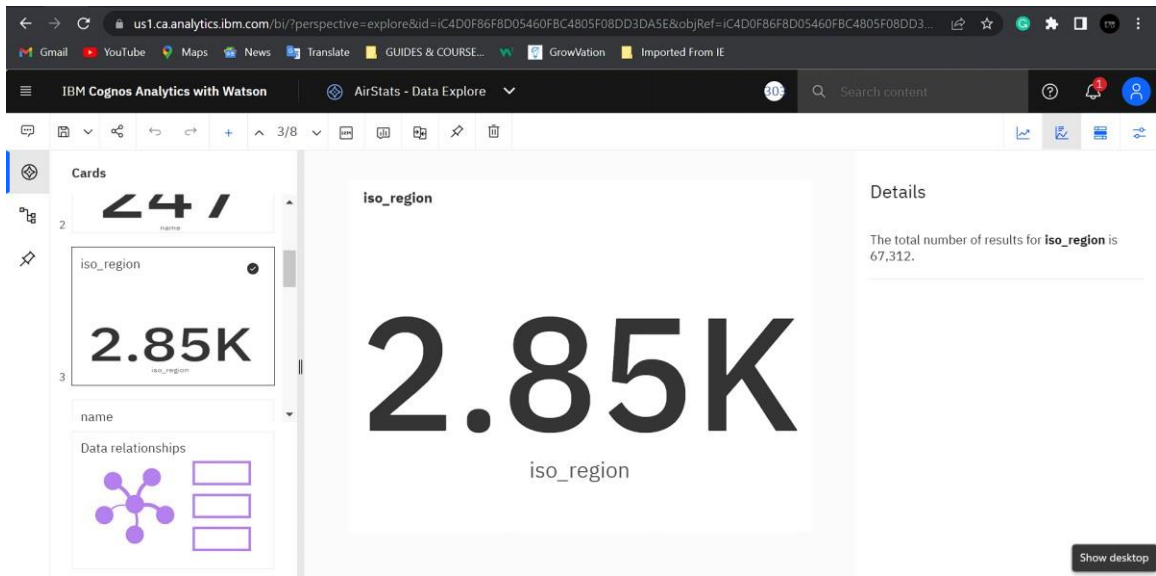 us1.ca.analytics.ibm.com/bi/?perspective=explore&id=iC4D0F86F8D05460FBC4805F08DD3DA5E&objRef=iC4D0F86F8D05460FBC4805F08DD3...
Gmail YouTube Maps News Translate GUIDES & COURSE... GrowVation Imported From IE
IBM Cognos Analytics with Watson AirStats - Data Explore Search content 1
3/8
Cards
247
name
2
iso_region
2.85K
iso_region
3
name
Data relationships
iso_region
2.85K
iso_region
Details
The total number of results for iso_region is
67,312.
Show desktop